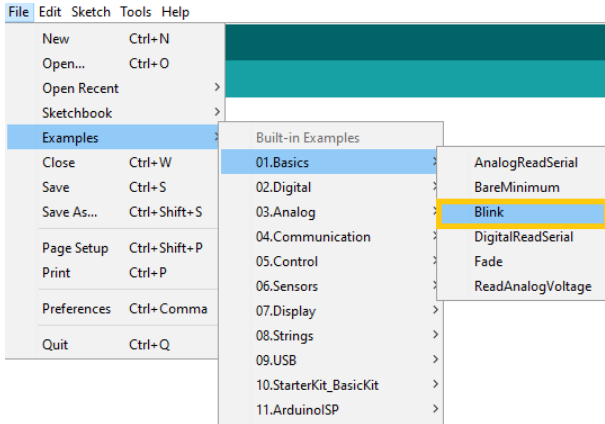 File Edit Sketch Tools Help
New Ctrl+N
Open... Ctrl+O
Open Recent
Sketchbook
Examples
Close Ctrl+W
Save Ctrl+S
Save As... Ctrl+Shift+S
Page Setup Ctrl+Shift+P
Print Ctrl+P
Preferences Ctrl+Comma
Quit Ctrl+Q
Built-in Examples
01.Basics
02.Digital
03.Analog
04.Communication
05.Control
06.Sensors
07.Display
08.Strings
09.USB
10.StarterKit_BasicKit
11.ArduinoISP
AnalogReadSerial
BareMinimum
Blink
DigitalReadSerial
Fade
ReadAnalogVoltage